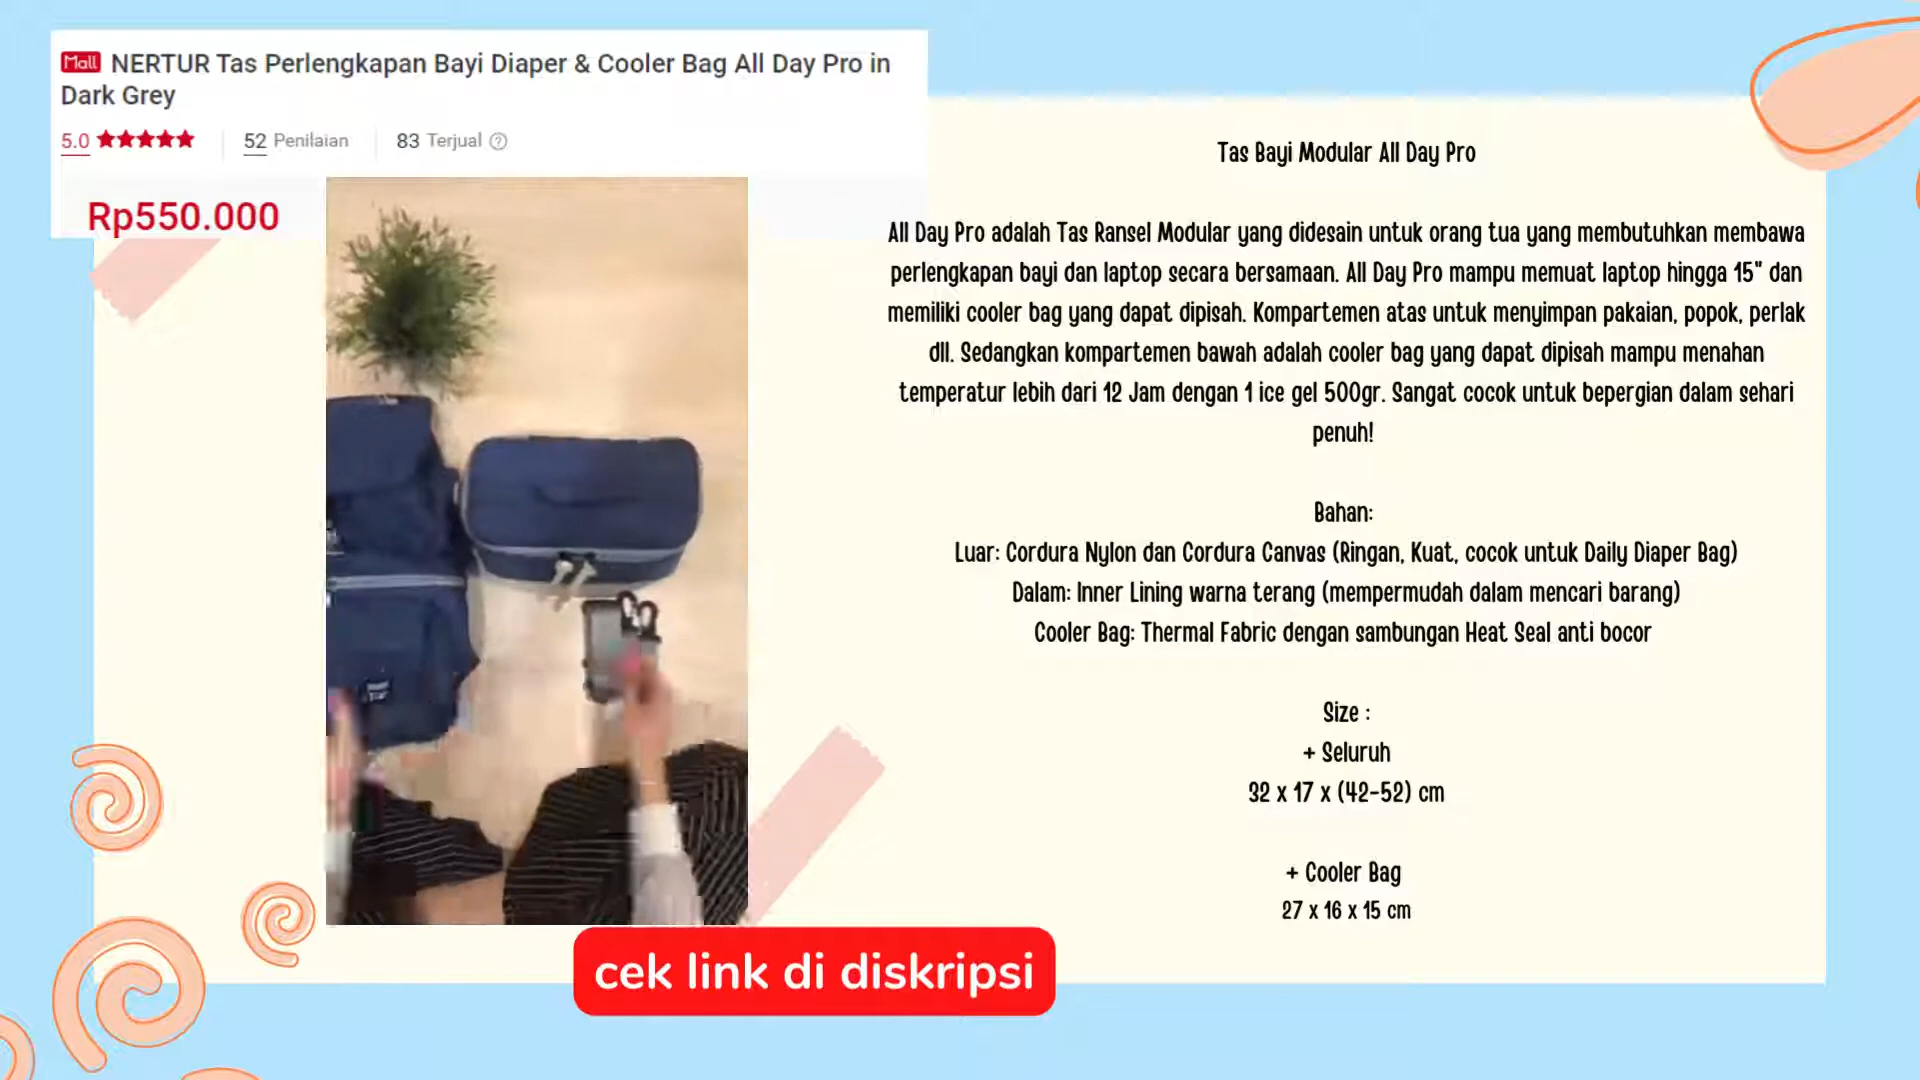 Mall NERTUR Tas Perlengkapan Bayi Diaper & Cooler Bag All Day Pro in
Dark Grey
5.0 ★★★★★ 52 Penilaian 83 Terjual ?
Rp550.000
Tas Bayi Modular All Day Pro
All Day Pro adalah Tas Ransel Modular yang didesain untuk orang tua yang membutuhkan membawa
perlengkapan bayi dan laptop secara bersamaan. All Day Pro mampu memuat laptop hingga 15" dan
memiliki cooler bag yang dapat dipisah. Kompartemen atas untuk menyimpan pakaian, popok, perlak
dll. Sedangkan kompartemen bawah adalah cooler bag yang dapat dipisah mampu menahan
temperatur lebih dari 12 Jam dengan 1 ice gel 500gr. Sangat cocok untuk bepergian dalam sehari
penuh!
Bahan:
Luar: Cordura Nylon dan Cordura Canvas (Ringan, Kuat, cocok untuk Daily Diaper Bag)
Dalam: Inner Lining warna terang (mempermudah dalam mencari barang)
Cooler Bag: Thermal Fabric dengan sambungan Heat Seal anti bocor
Size :
+ Seluruh
32 x 17 x (42-52) cm
+ Cooler Bag
27 x 16 x 15 cm
cek link di diskripsi